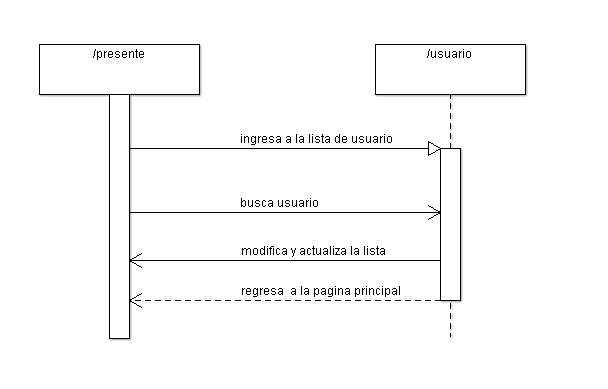 /presente
/usuario
ingresa a la lista de usuario
busca usuario
modifica y actualiza la lista
regresa  a la pagina principal